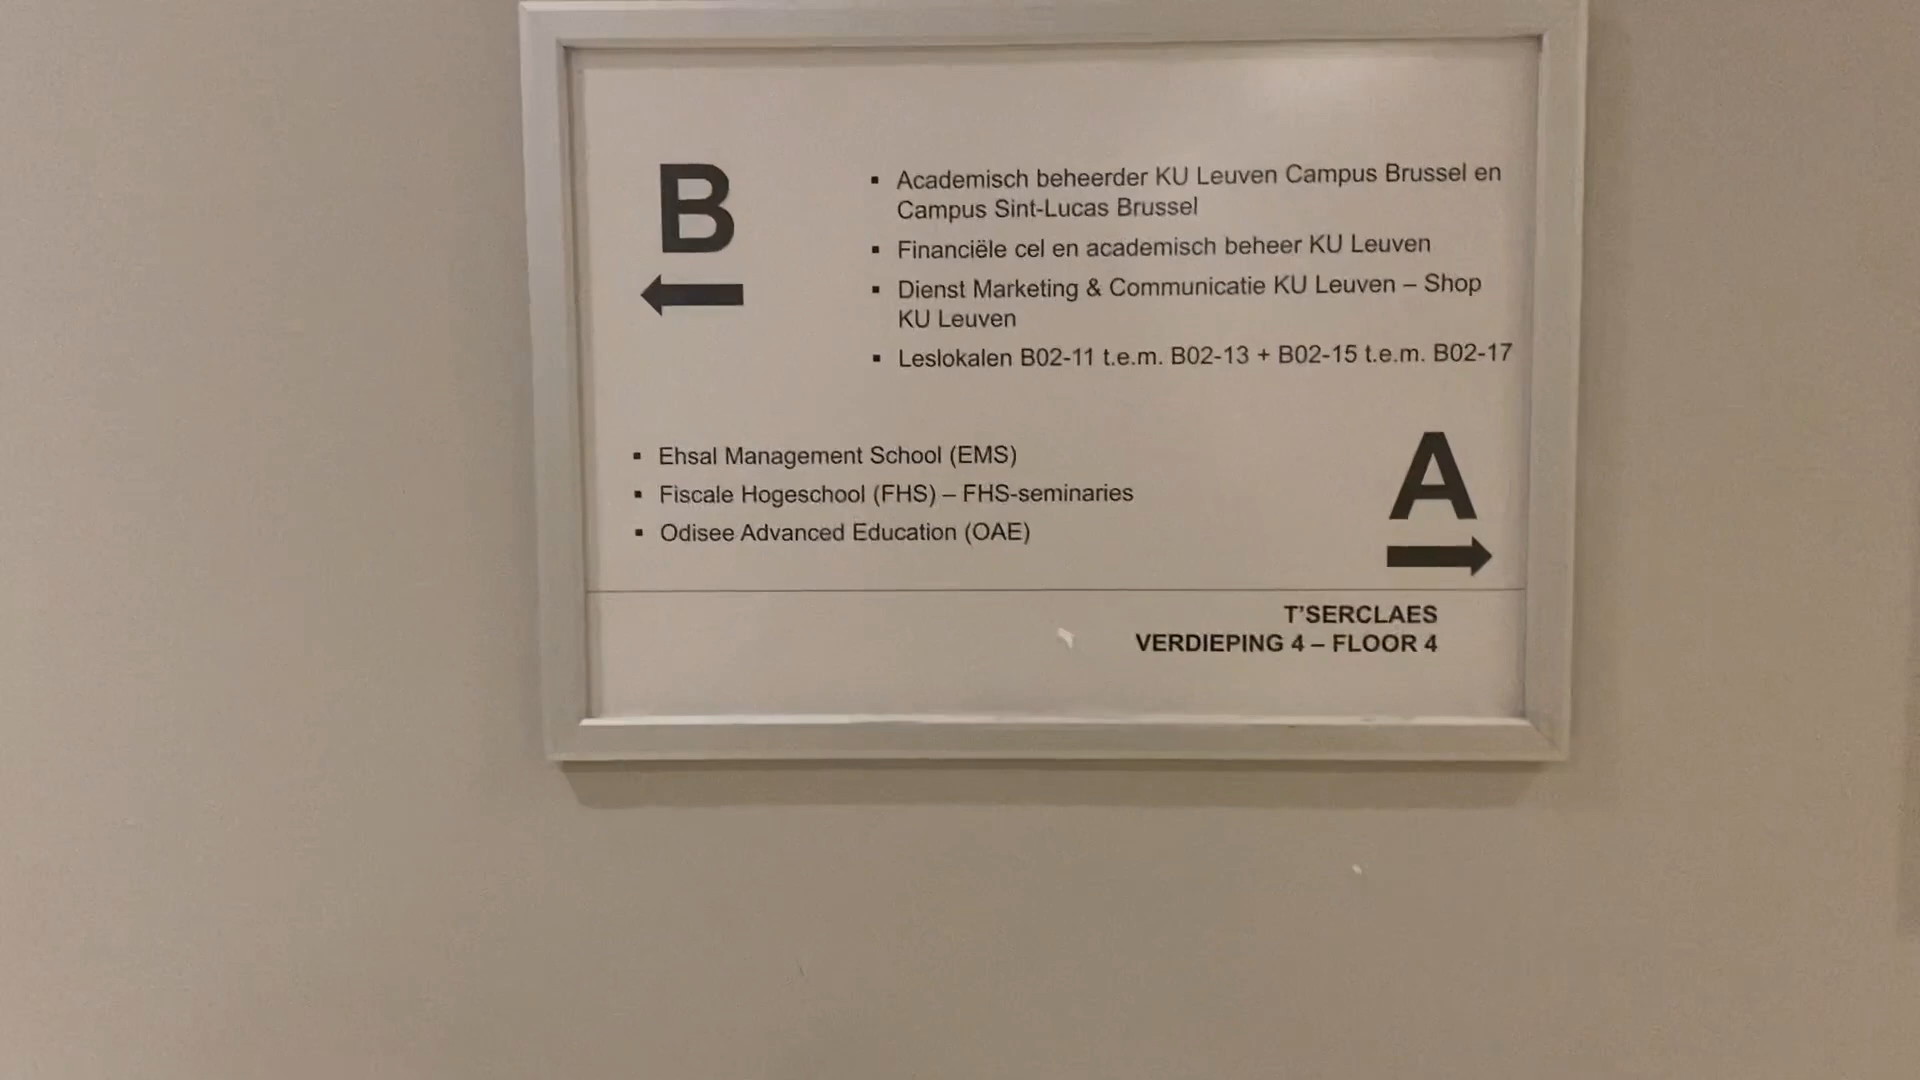 B
▪ Academisch beheerder KU Leuven Campus Brussel en
Campus Sint-Lucas Brussel
▪ Financiële cel en academisch beheer KU Leuven
▪ Dienst Marketing & Communicatie KU Leuven – Shop
KU Leuven
▪ Leslokalen B02-11 t.e.m. B02-13 + B02-15 t.e.m. B02-17
A
▪ Ehsal Management School (EMS)
▪ Fiscale Hogeschool (FHS) – FHS-seminaries
▪ Odisee Advanced Education (OAE)
T'SERCLAES
VERDIEPING 4 – FLOOR 4